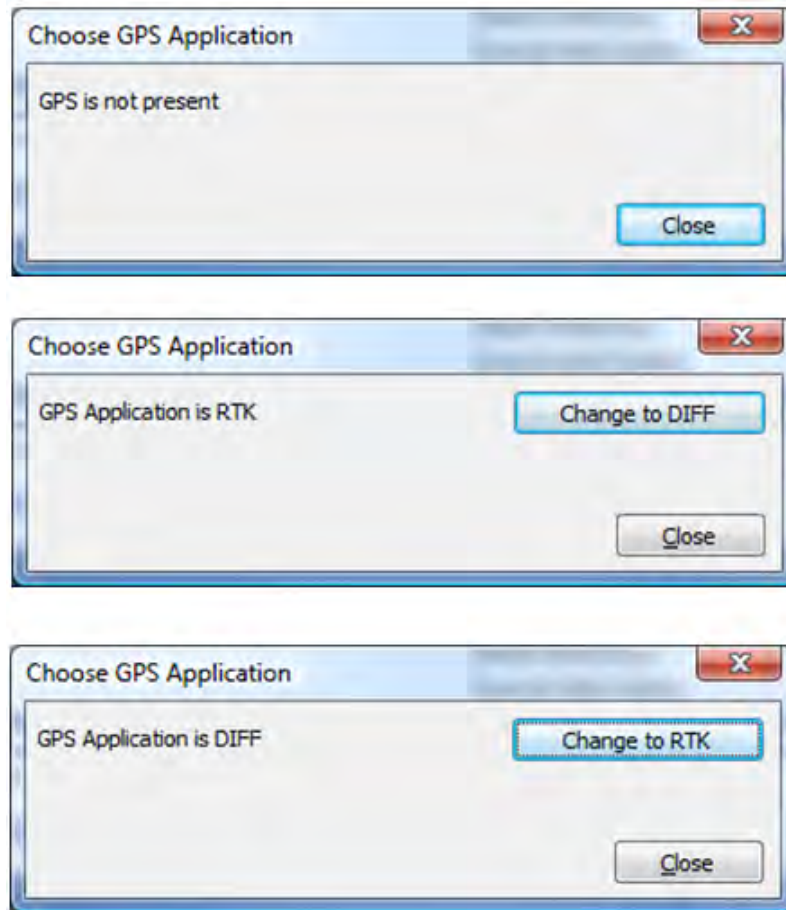 Choose GPS Application
GPS is not present
Close
Choose GPS Application
GPS Application is RTK
Change to DIFF
Close
Choose GPS Application
GPS Application is DIFF
Change to RTK
Close